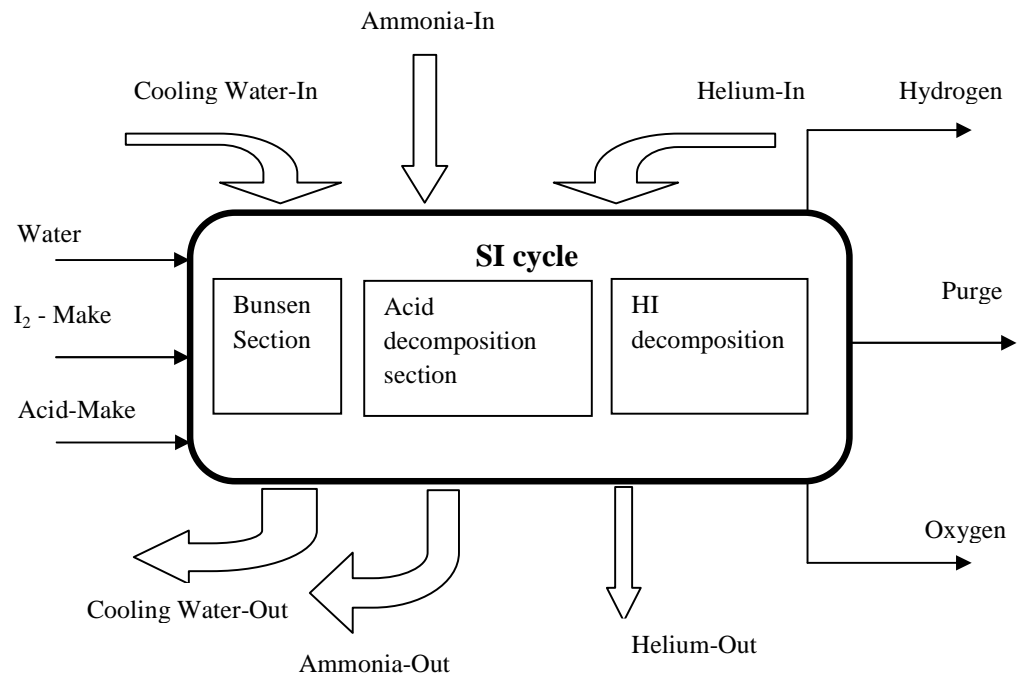 Ammonia-In
Cooling Water-In
Helium-In
Hydrogen
Water
SI cycle
I₂ - Make
Bunsen
Section
Acid
decomposition
section
HI
decomposition
Purge
Acid-Make
Oxygen
Cooling Water-Out
Helium-Out
Ammonia-Out